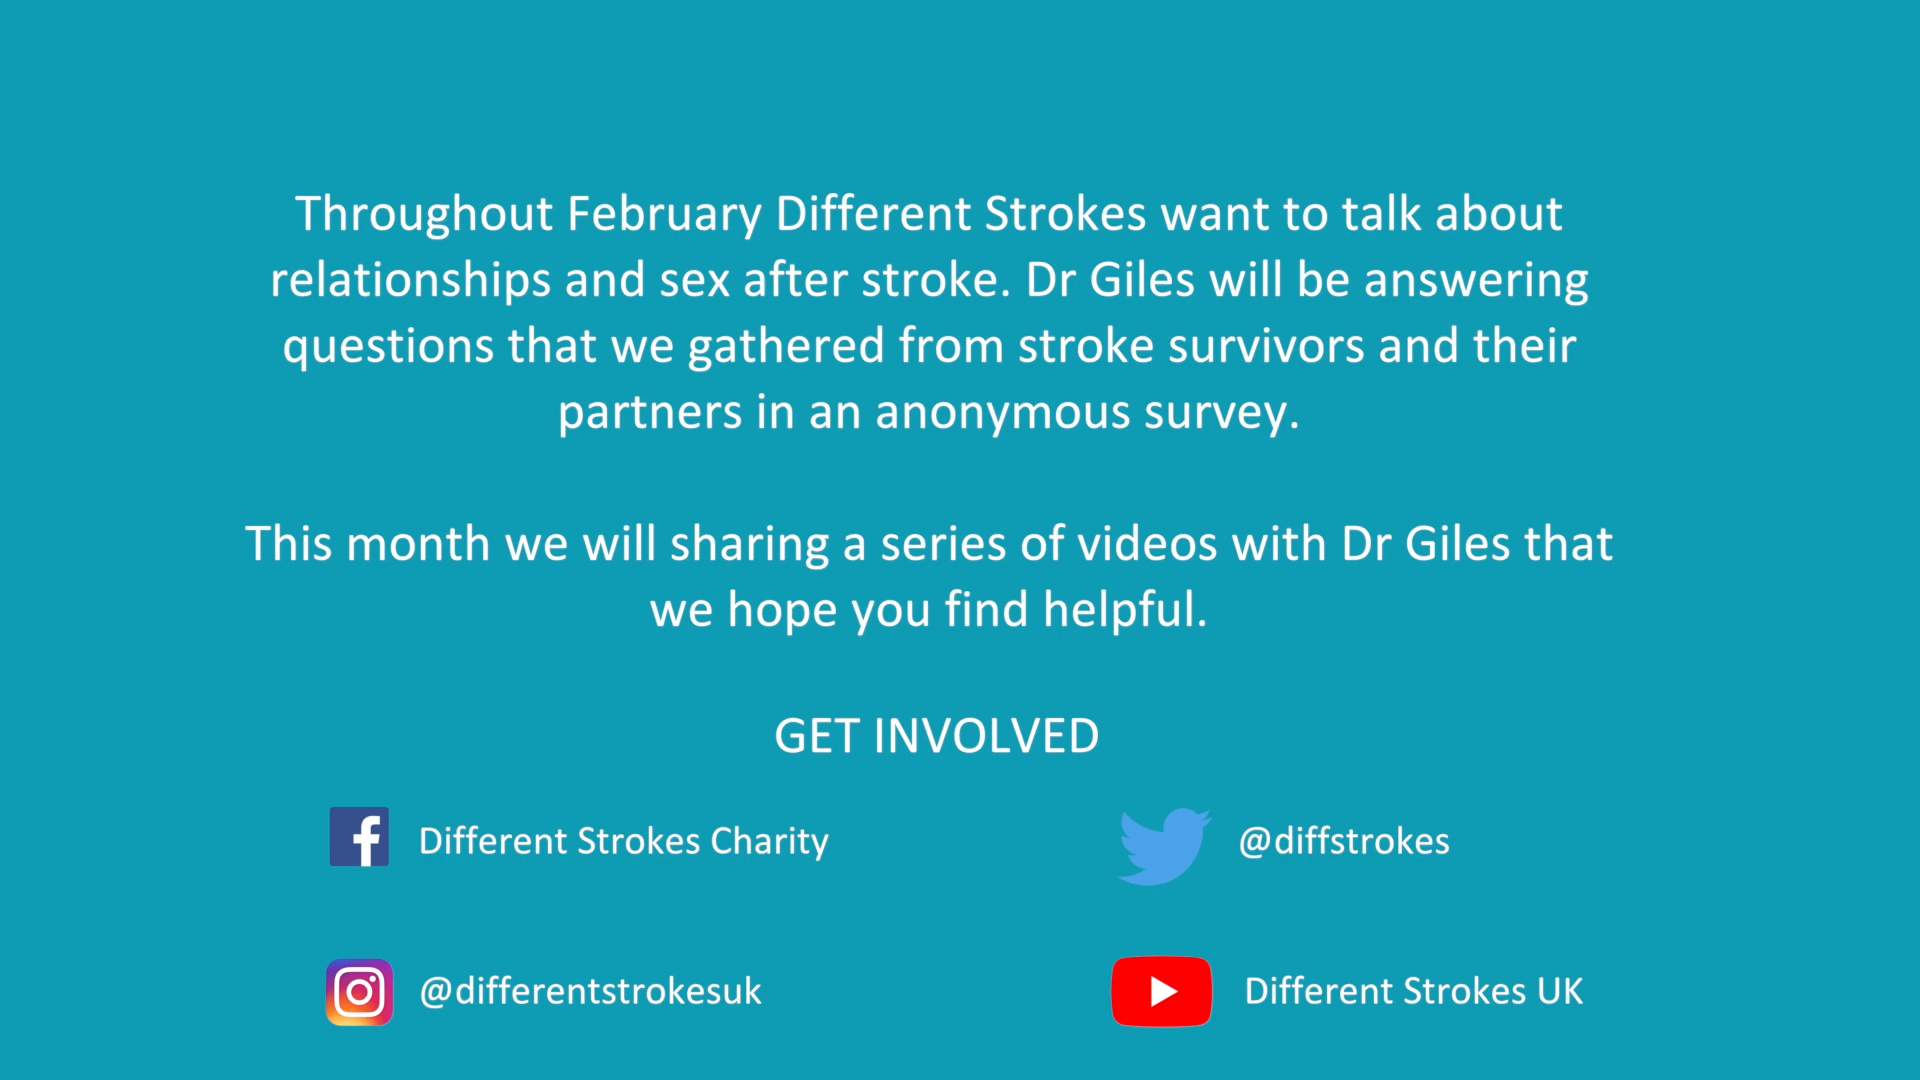 Throughout February Different Strokes want to talk about
relationships and sex after stroke. Dr Giles will be answering
questions that we gathered from stroke survivors and their
partners in an anonymous survey.
This month we will sharing a series of videos with Dr Giles that
we hope you find helpful.
GET INVOLVED
Different Strokes Charity
@diffstrokes
@differentstrokesuk
Different Strokes UK